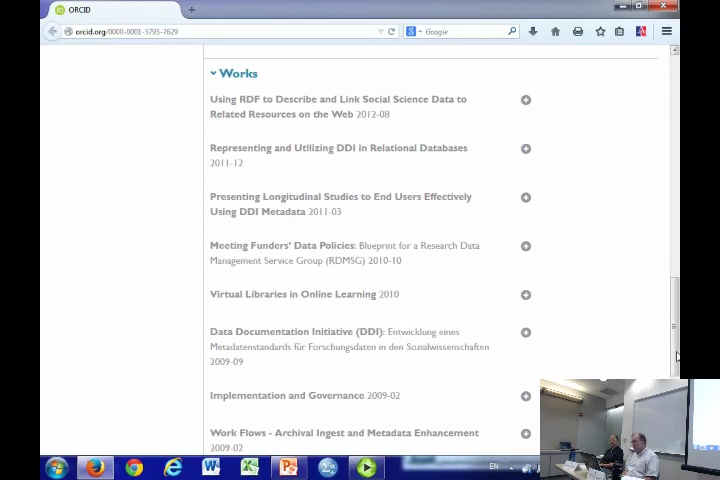 ORCID
orcid.org/0000-0001-5795-7629
Google
Works
Using RDF to Describe and Link Social Science Data to
Related Resources on the Web 2012-08
Representing and Utilizing DDI in Relational Databases
2011-12
Presenting Longitudinal Studies to End Users Effectively
Using DDI Metadata 2011-03
Meeting Funders' Data Policies: Blueprint for a Research Data
Management Service Group (RDMSG) 2010-10
Virtual Libraries in Online Learning 2010
Data Documentation Initiative (DDI): Entwicklung eines
Metadatenstandards für Forschungsdaten in den Sozialwissenschaften
2009-09
Implementation and Governance 2009-02
Work Flows - Archival Ingest and Metadata Enhancement
2009-02
EN